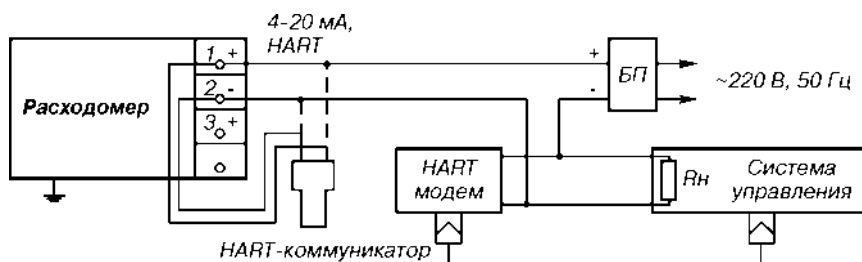 4-20 мА,
HART
1 +
2 -
3 +
Расходомер
+
-
БП
~220 В, 50 Гц
HART
модем
Rн
Система
управления
HART-коммуникатор